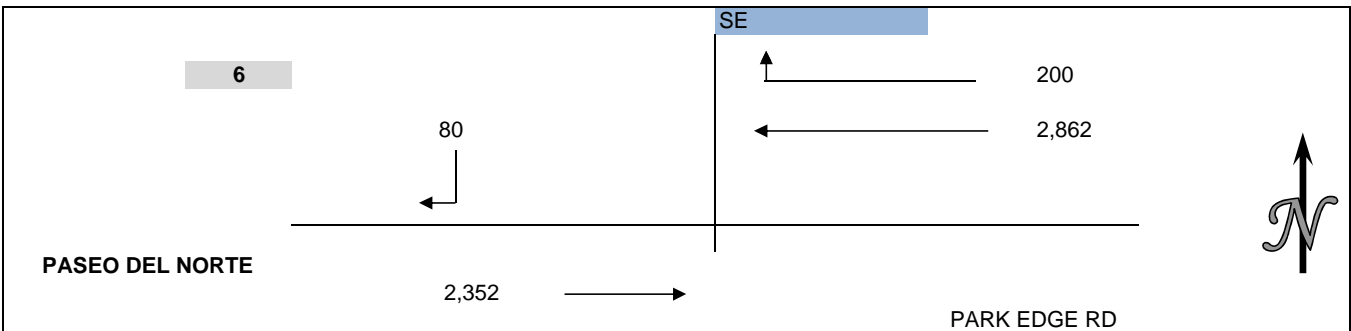 SE
6
200
80
2,862
N
PASEO DEL NORTE
2,352
PARK EDGE RD